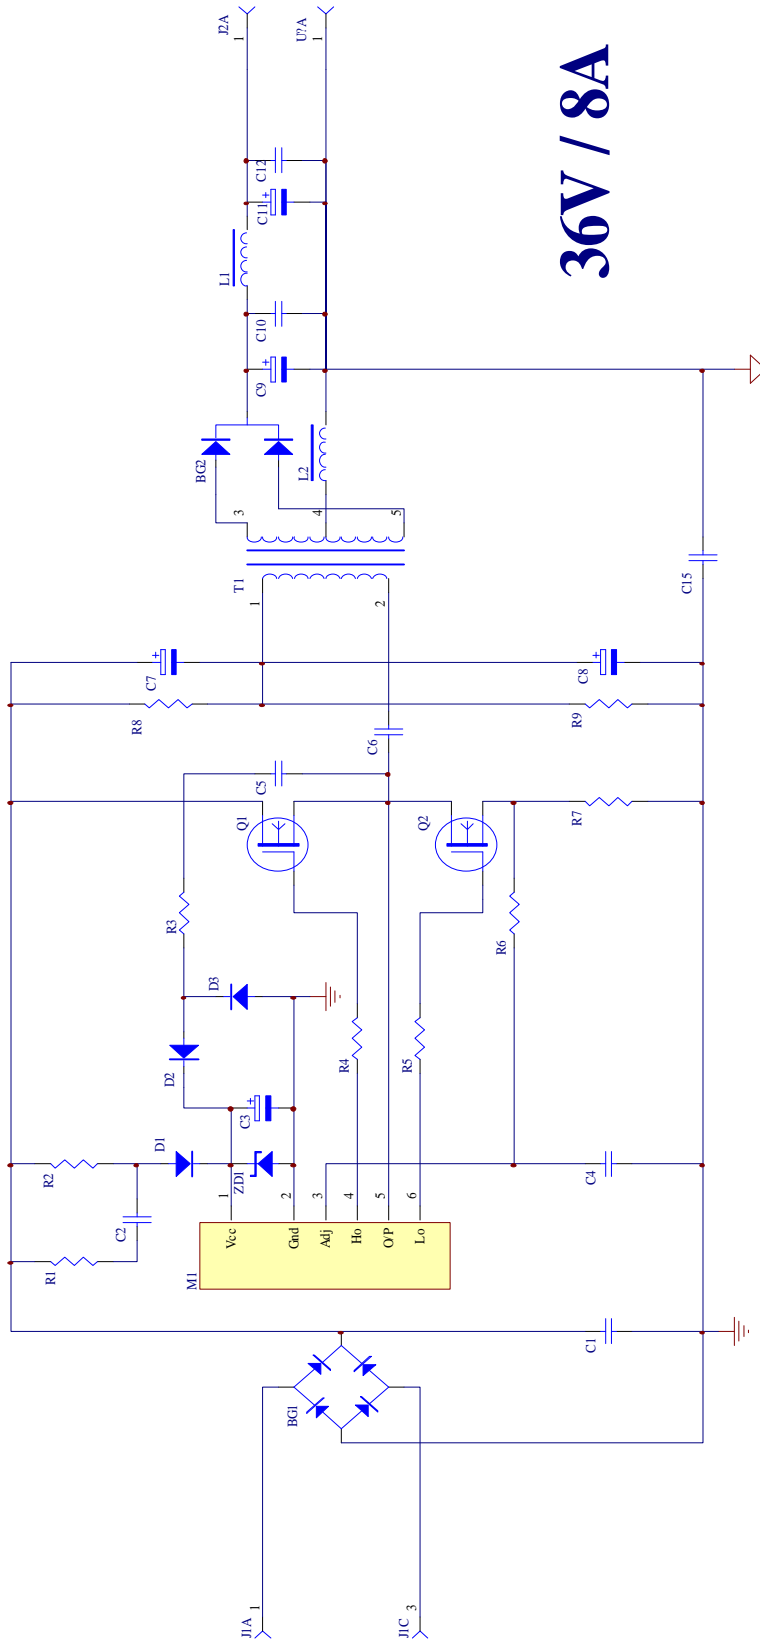 J2A
1
U?A
1
36V / 8A
C12
C11
+
L1
C10
C9
+
BG2
L2
3
4
5
T1
1
2
C15
C7
+
C8
+
R8
R9
C6
C5
Q1
Q2
R7
R3
R6
D3
D2
R4
R5
C3
+
D1
R2
ZD1
C4
C2
R1
1
2
3
4
5
6
Vcc
Gnd
Adj
Ho
O/P
Lo
M1
C1
BG1
J1A
1
J1C
3